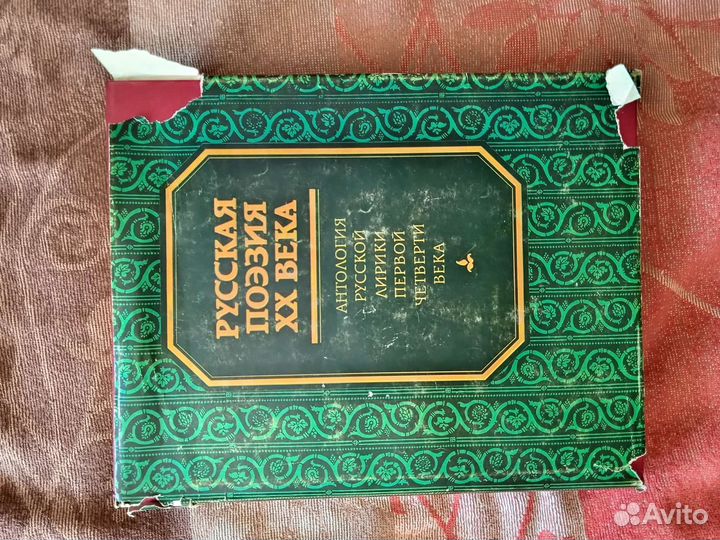 РУССКАЯ
ПОЭЗИЯ
XX ВЕКА
АНТОЛОГИЯ
РУССКОЙ
ЛИРИКИ
ПЕРВОЙ
ЧЕТВЕРТИ
ВЕКА
Avito